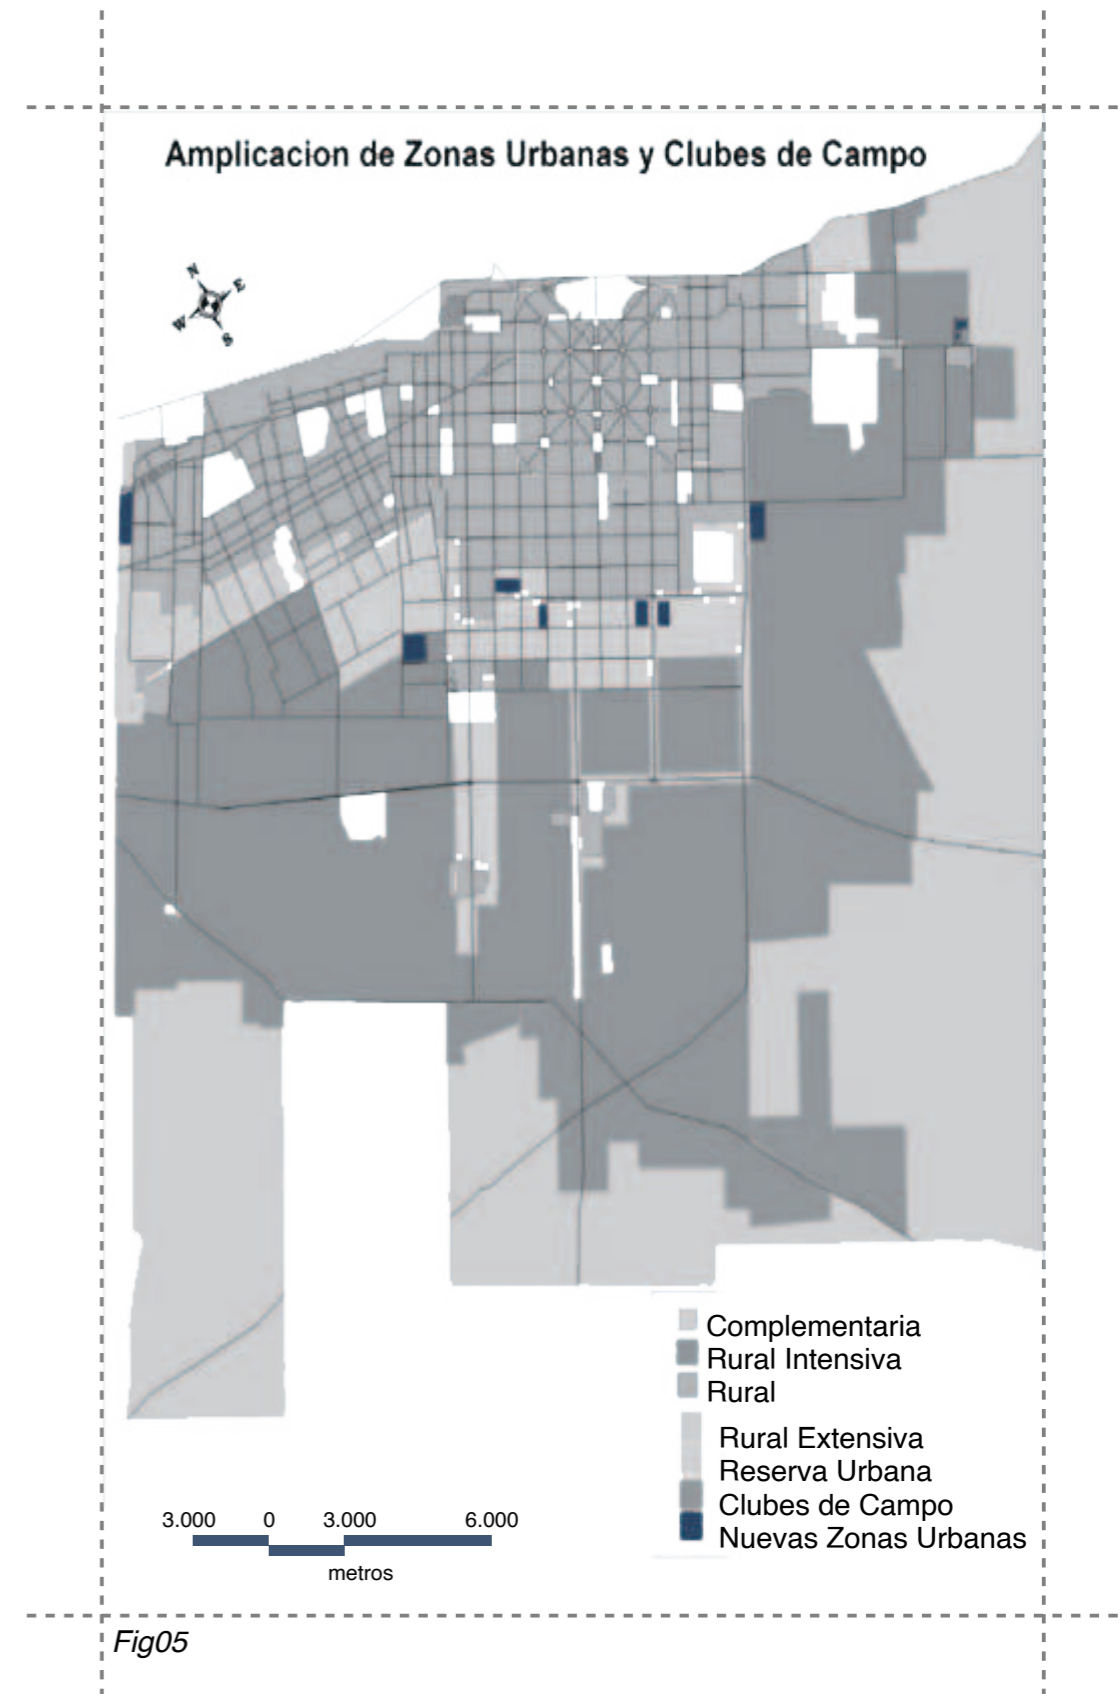 Amplicacion de Zonas Urbanas y Clubes de Campo
N
E
W
S
Complementaria
Rural Intensiva
Rural
Rural Extensiva
Reserva Urbana
Clubes de Campo
Nuevas Zonas Urbanas
3.000 0 3.000 6.000
metros
Fig05